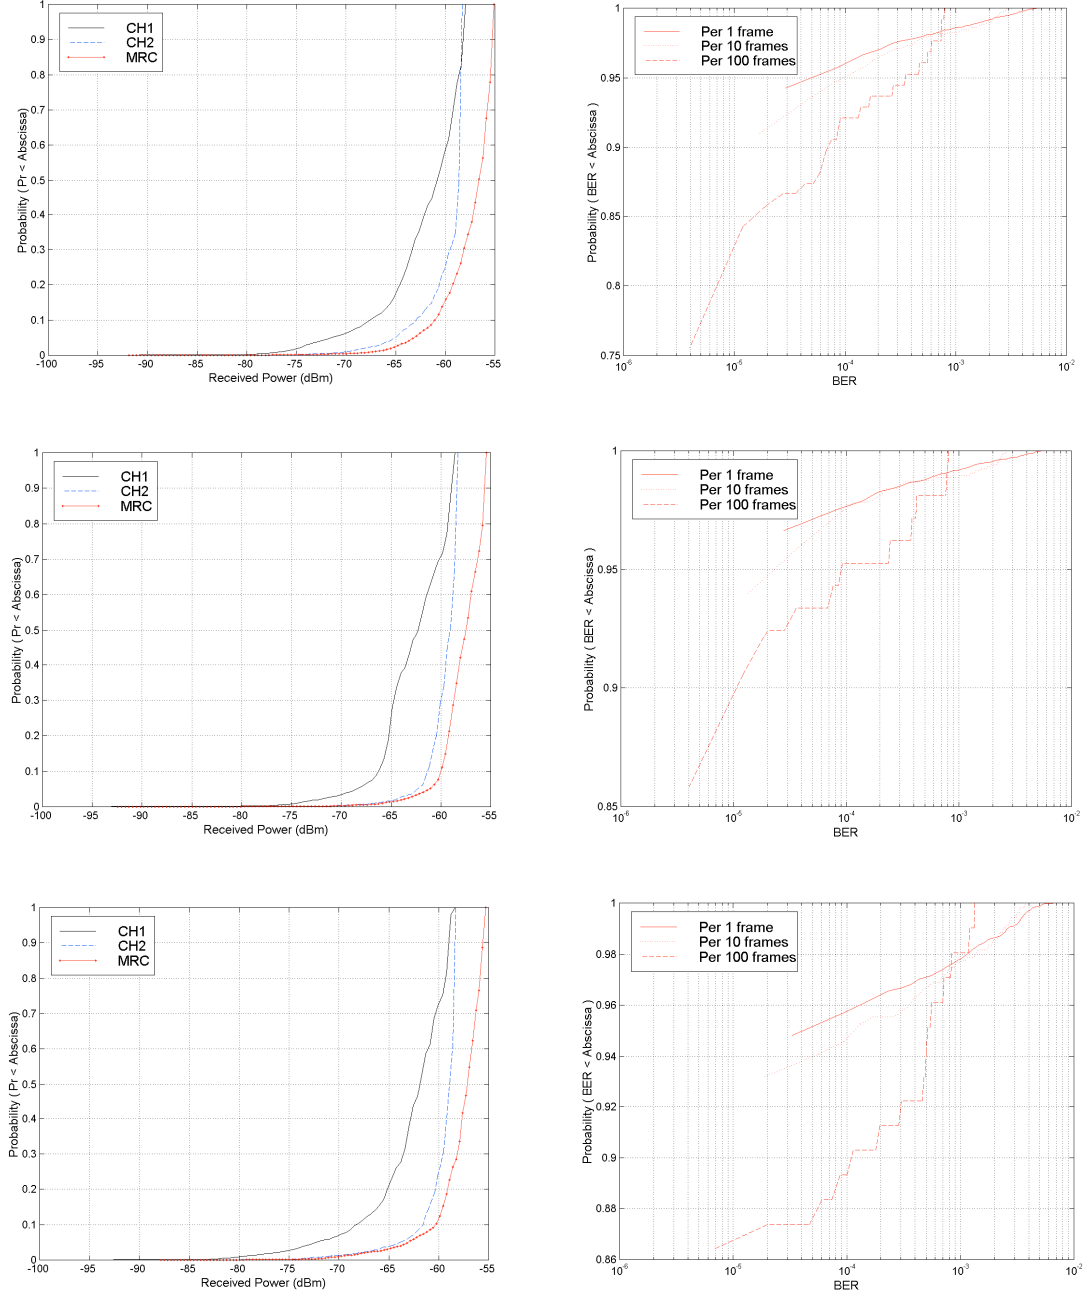 CH1
CH2
MRC
Probability ( Pr < Abscissa)
1
0.9
0.8
0.7
0.6
0.5
0.4
0.3
0.2
0.1
0
-100 -95 -90 -85 -80 -75 -70 -65 -60 -55
Received Power (dBm)
Per 1 frame
Per 10 frames
Per 100 frames
Probability ( BER < Abscissa )
1
0.95
0.9
0.85
0.8
0.75
10-6 10-5 10-4 10-3 10-2
BER
CH1
CH2
MRC
Probability ( Pr < Abscissa)
1
0.9
0.8
0.7
0.6
0.5
0.4
0.3
0.2
0.1
0
-100 -95 -90 -85 -80 -75 -70 -65 -60 -55
Received Power (dBm)
Per 1 frame
Per 10 frames
Per 100 frames
Probability ( BER < Abscissa )
1
0.95
0.9
0.85
10-6 10-5 10-4 10-3 10-2
BER
CH1
CH2
MRC
Probability ( Pr < Abscissa)
1
0.9
0.8
0.7
0.6
0.5
0.4
0.3
0.2
0.1
0
-100 -95 -90 -85 -80 -75 -70 -65 -60 -55
Received Power (dBm)
Per 1 frame
Per 10 frames
Per 100 frames
Probability ( BER < Abscissa )
1
0.98
0.96
0.94
0.92
0.9
0.88
0.86
10-6 10-5 10-4 10-3 10-2
BER